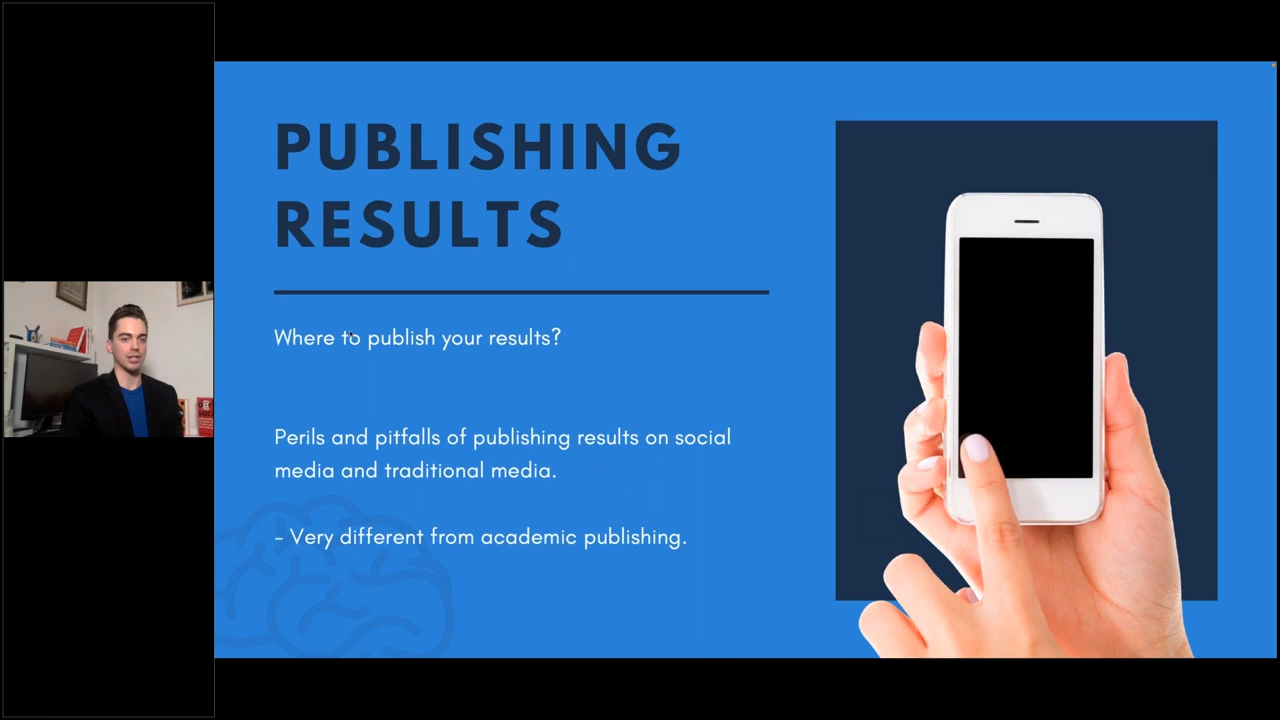 PUBLISHING
RESULTS
Where to publish your results?
Perils and pitfalls of publishing results on social
media and traditional media.
- Very different from academic publishing.